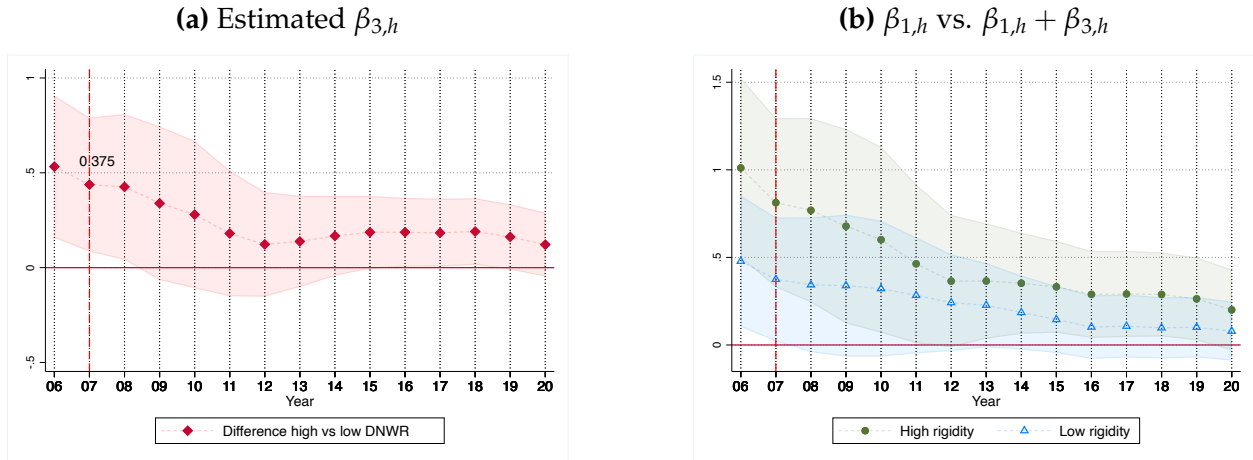 (a) Estimated β3,h
1
.5
0
-.5
0.375
06 07 08 09 10 11 12 13 14 15 16 17 18 19 20
Year
Difference high vs low DNWR
(b) β1,h vs. β1,h + β3,h
1.5
1
.5
0
06 07 08 09 10 11 12 13 14 15 16 17 18 19 20
Year
High rigidity Low rigidity